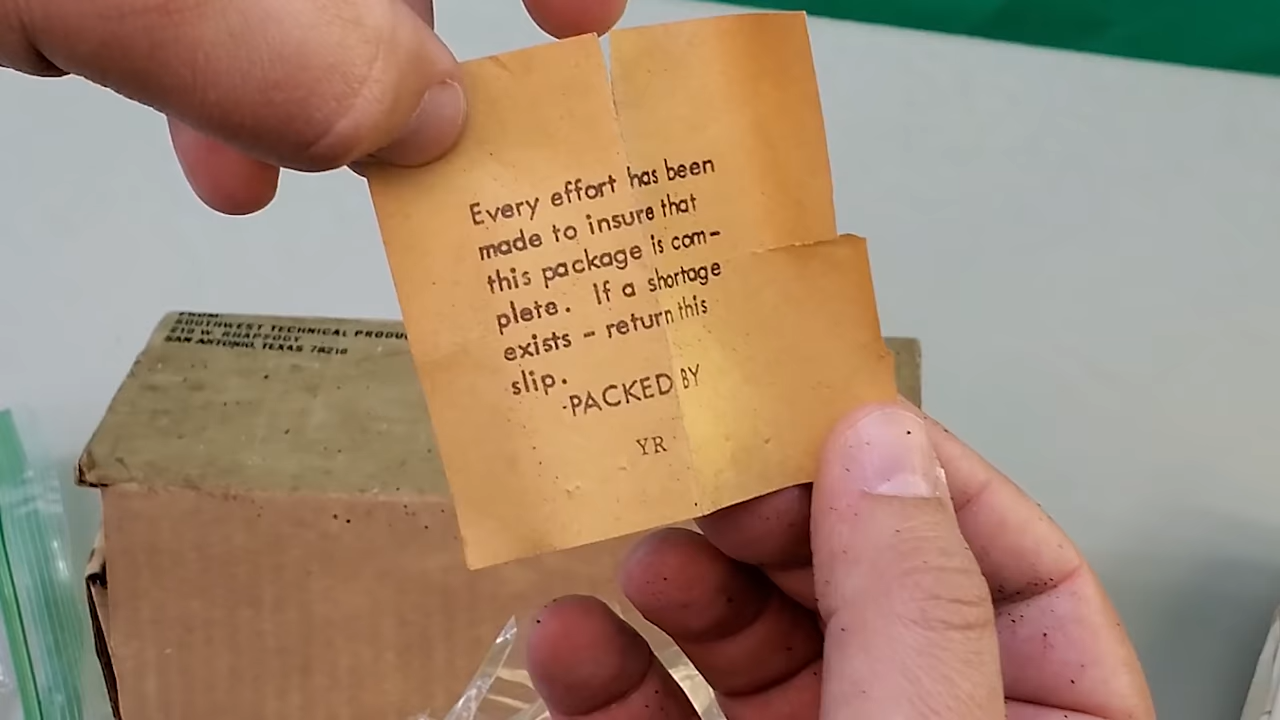 Every effort has been
made to insure that
this package is com-
plete. If a shortage
exists - return this
slip.
-PACKED BY
YR
FROM:
SOUTHWEST TECHNICAL PRODU
219 W. RHAPSODY
SAN ANTONIO, TEXAS 78216